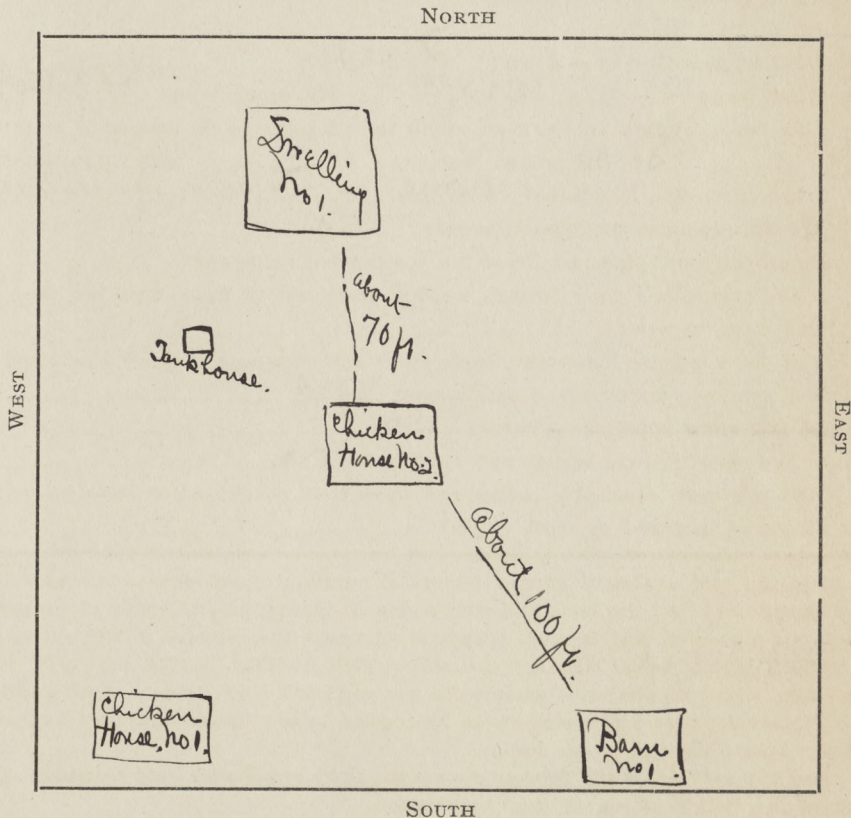 NORTH
Dwelling
No 1.
about
70 ft.
Tankhouse.
WEST
EAST
Chicken
House No. 2.
About 100 ft.
Chicken
House, No 1.
Barn
No 1.
SOUTH